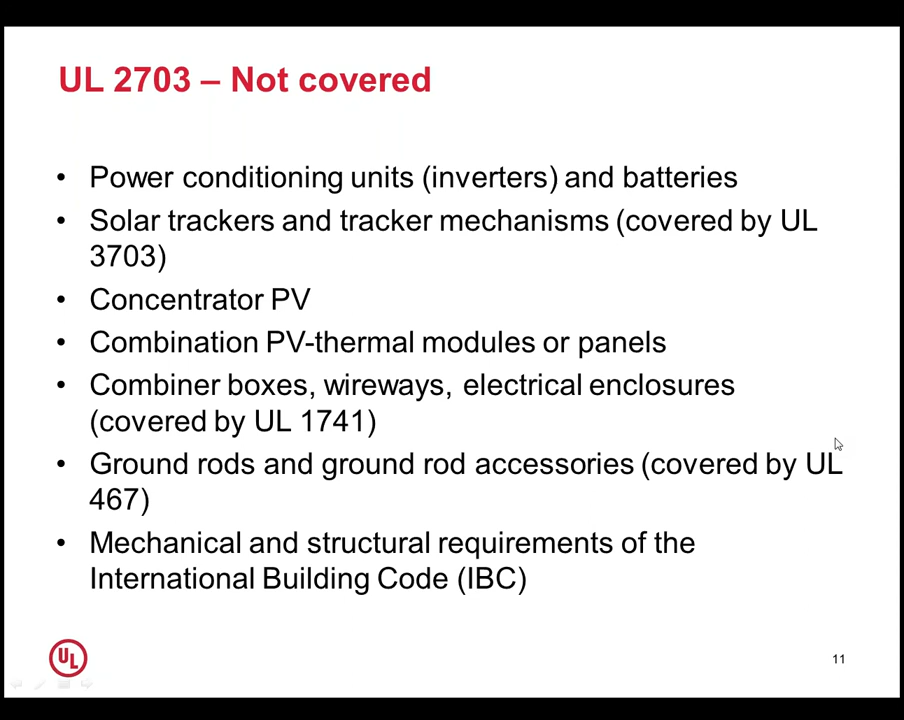 UL 2703 – Not covered
• Power conditioning units (inverters) and batteries
• Solar trackers and tracker mechanisms (covered by UL
3703)
• Concentrator PV
• Combination PV-thermal modules or panels
• Combiner boxes, wireways, electrical enclosures
(covered by UL 1741)
• Ground rods and ground rod accessories (covered by UL
467)
• Mechanical and structural requirements of the
International Building Code (IBC)
UL
11